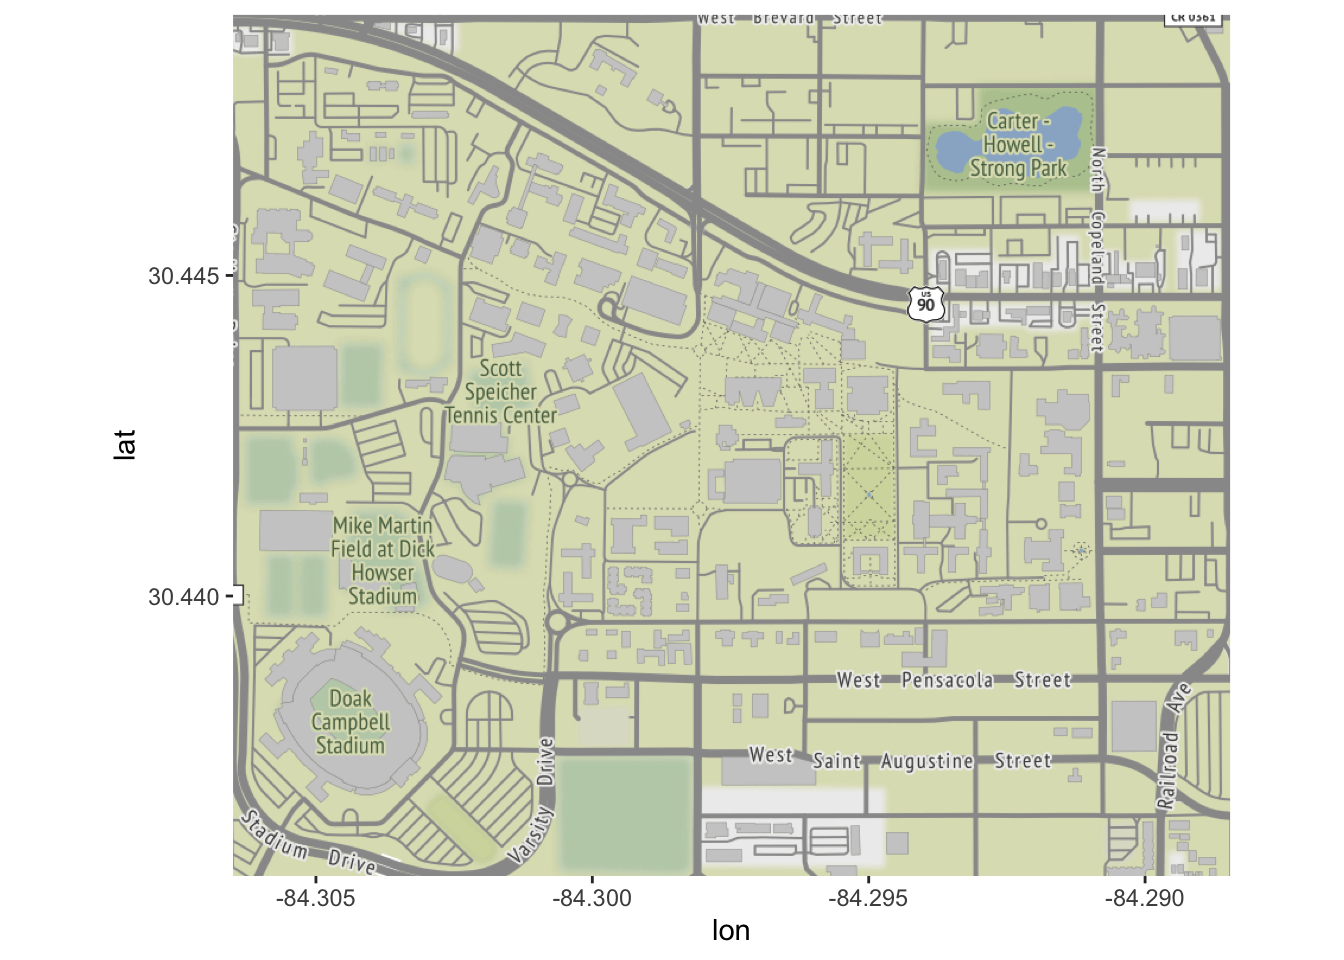 West Brevard Street
CR 0361
Carter -
Howell -
Strong Park
North Copeland Street
US
90
Scott
Speicher
Tennis Center
Mike Martin
Field at Dick
Howser
Stadium
West Pensacola Street
Doak
Campbell
Stadium
West Saint Augustine Street
Varsity Drive
Railroad Ave
Stadium Drive
30.445
30.440
lat
-84.305
-84.300
-84.295
-84.290
lon